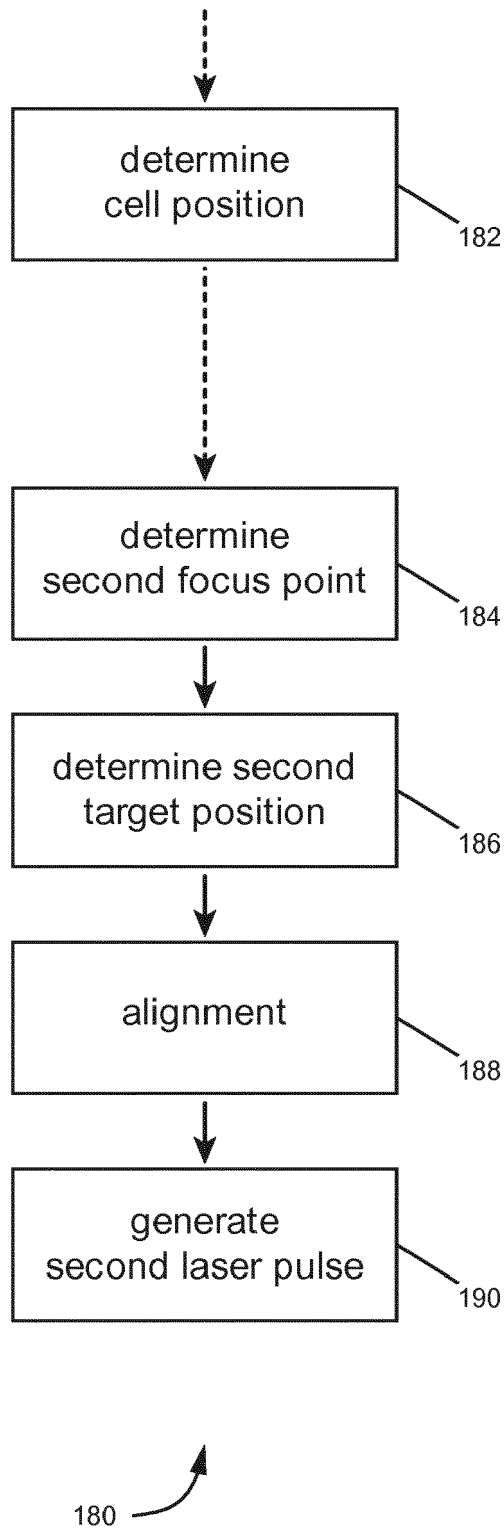 determine
cell position
182
determine
second focus point
184
determine second
target position
186
alignment
188
generate
second laser pulse
190
180